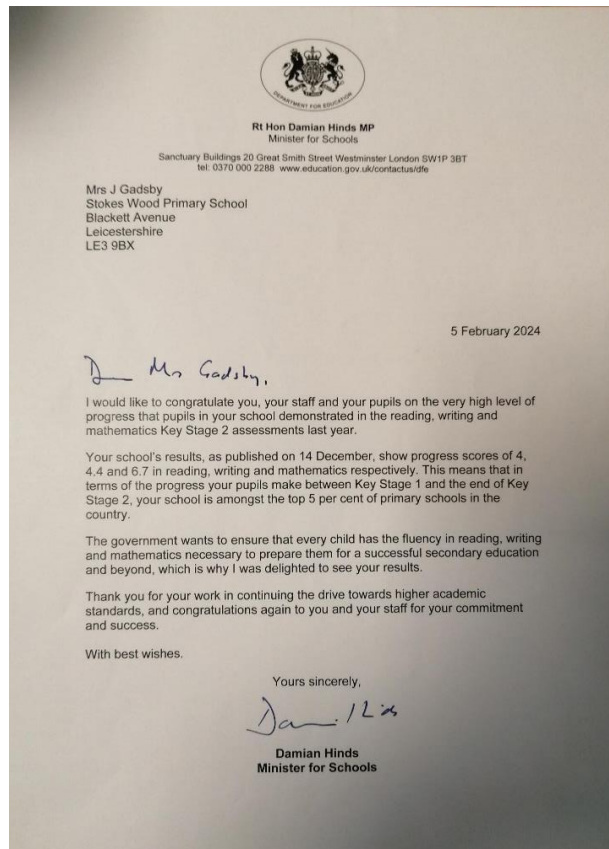 DEPARTMENT FOR EDUCATION
Rt Hon Damian Hinds MP
Minister for Schools
Sanctuary Buildings 20 Great Smith Street Westminster London SW1P 3BT
tel: 0370 000 2288 www.education.gov.uk/contactus/dfe
Mrs J Gadsby
Stokes Wood Primary School
Blackett Avenue
Leicestershire
LE3 9BX
5 February 2024
Mrs Gadsby,
I would like to congratulate you, your staff and your pupils on the very high level of
progress that pupils in your school demonstrated in the reading, writing and
mathematics Key Stage 2 assessments last year.
Your school's results, as published on 14 December, show progress scores of 4,
4.4 and 6.7 in reading, writing and mathematics respectively. This means that in
terms of the progress your pupils make between Key Stage 1 and the end of Key
Stage 2, your school is amongst the top 5 per cent of primary schools in the
country.
The government wants to ensure that every child has the fluency in reading, writing
and mathematics necessary to prepare them for a successful secondary education
and beyond, which is why I was delighted to see your results.
Thank you for your work in continuing the drive towards higher academic
standards, and congratulations again to you and your staff for your commitment
and success.
With best wishes.
Yours sincerely,
Damian Hinds
Minister for Schools